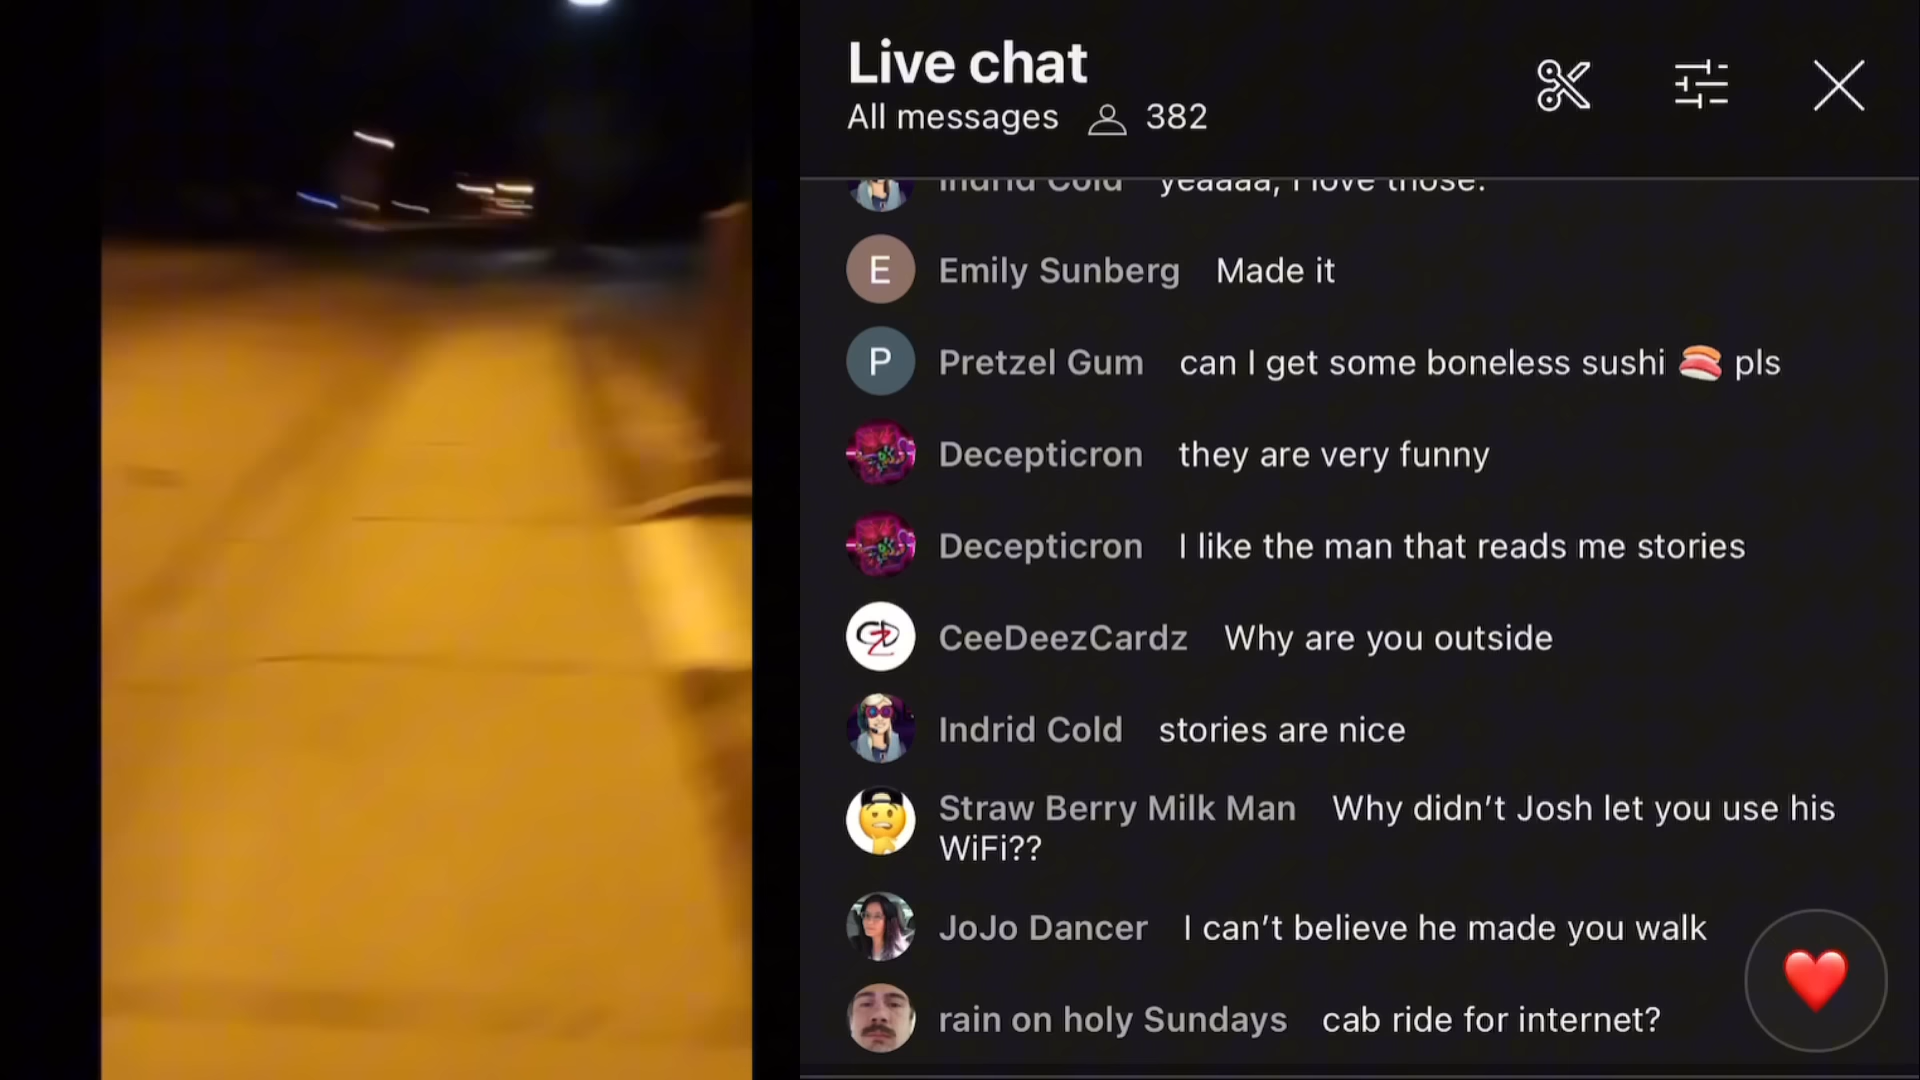 Live chat
All messages 382
Indrid Cold yeaaaa, I love those.
E Emily Sunberg Made it
P Pretzel Gum can I get some boneless sushi 🍣 pls
Decepticron they are very funny
Decepticron I like the man that reads me stories
CeeDeezCardz Why are you outside
Indrid Cold stories are nice
Straw Berry Milk Man Why didn’t Josh let you use his
WiFi??
JoJo Dancer I can’t believe he made you walk
rain on holy Sundays cab ride for internet?